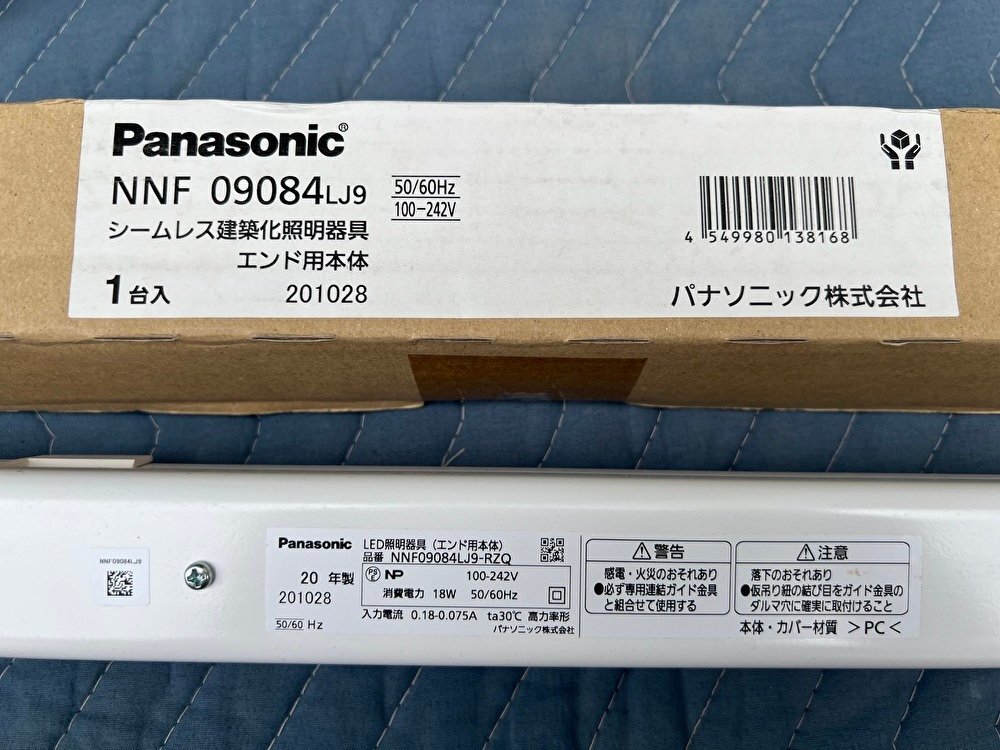 Panasonic®
NNF 09084LJ9
50/60Hz
100-242V
シームレス建築化照明器具
エンド用本体
1台入
201028
4 549980 138168
パナソニック株式会社
NNF09084LJ9
Panasonic
LED照明器具（エンド用本体）
品番 NNF09084LJ9-RZQ
20 年製
201028
50/60 Hz
NP
100-242V
消費電力 18W 50/60Hz
入力電流 0.18-0.075A ta30℃ 高力率形
パナソニック株式会社
警告
感電・火災のおそれあり
●必ず専用連結ガイド金具
と組合せて使用する
注意
落下のおそれあり
●仮吊り紐の結び目をガイド金具の
ダルマ穴に確実に取付けること
本体・カバー材質 ＞PC＜